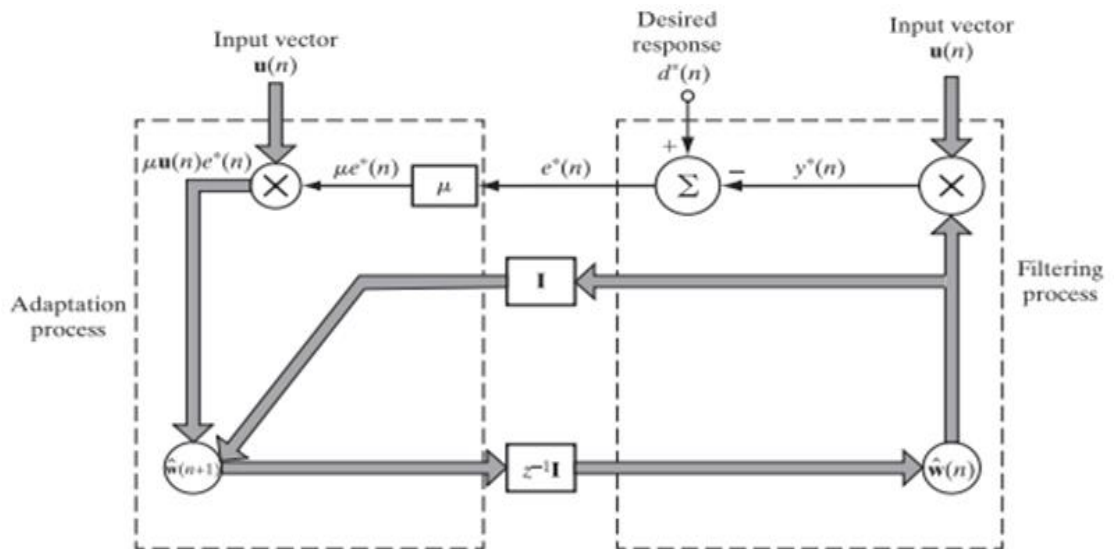 Input vector
u(n)
Desired
response
d*(n)
Input vector
u(n)
μu(n)e*(n)
μe*(n)
μ
e*(n)
+
Σ
−
y*(n)
×
×
I
Adaptation
process
Filtering
process
ŵ(n+1)
z⁻¹I
ŵ(n)